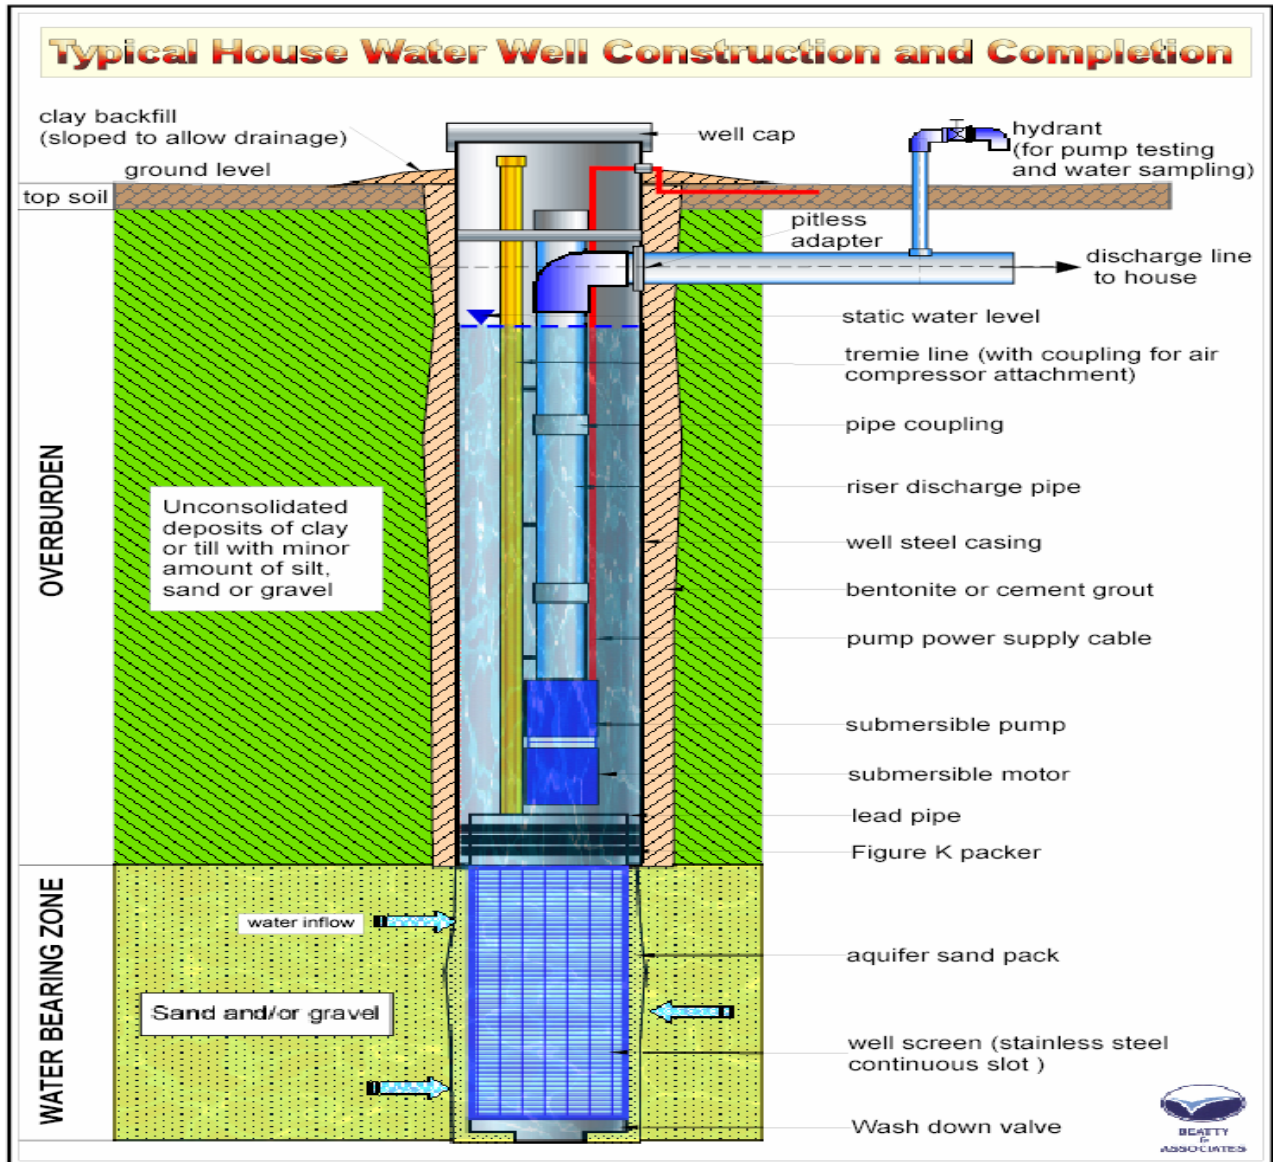 Typical House Water Well Construction and Completion
clay backfill
(sloped to allow drainage)
ground level
top soil
well cap
hydrant
(for pump testing
and water sampling)
pitless
adapter
discharge line
to house
static water level
tremie line (with coupling for air
compressor attachment)
pipe coupling
riser discharge pipe
well steel casing
bentonite or cement grout
pump power supply cable
submersible pump
submersible motor
lead pipe
Figure K packer
OVERBURDEN
Unconsolidated
deposits of clay
or till with minor
amount of silt,
sand or gravel
WATER BEARING ZONE
water inflow
Sand and/or gravel
aquifer sand pack
well screen (stainless steel
continuous slot )
Wash down valve
BEATTY
&
ASSOCIATES